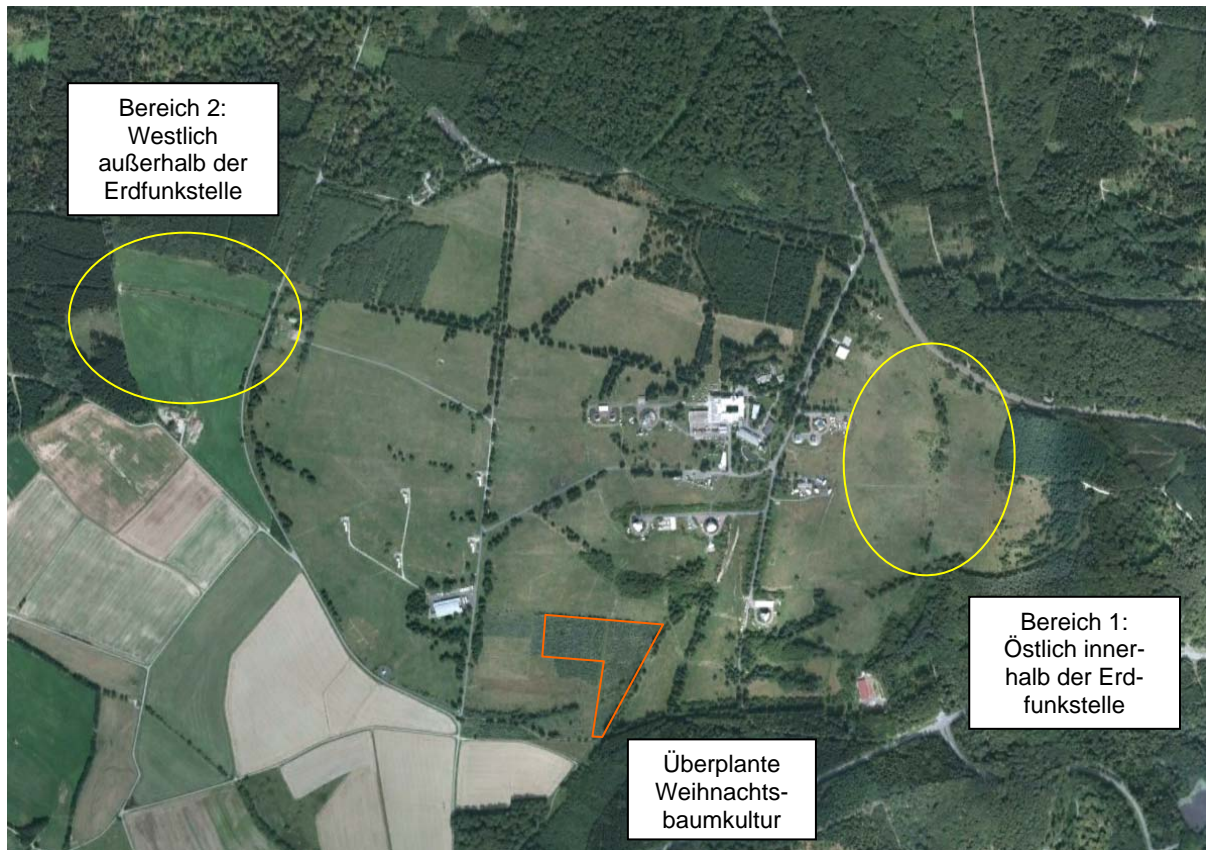 Bereich 2:
Westlich
außerhalb der
Erdfunkstelle
Bereich 1:
Östlich inner-
halb der Erd-
funkstelle
Überplante
Weihnachts-
baumkultur